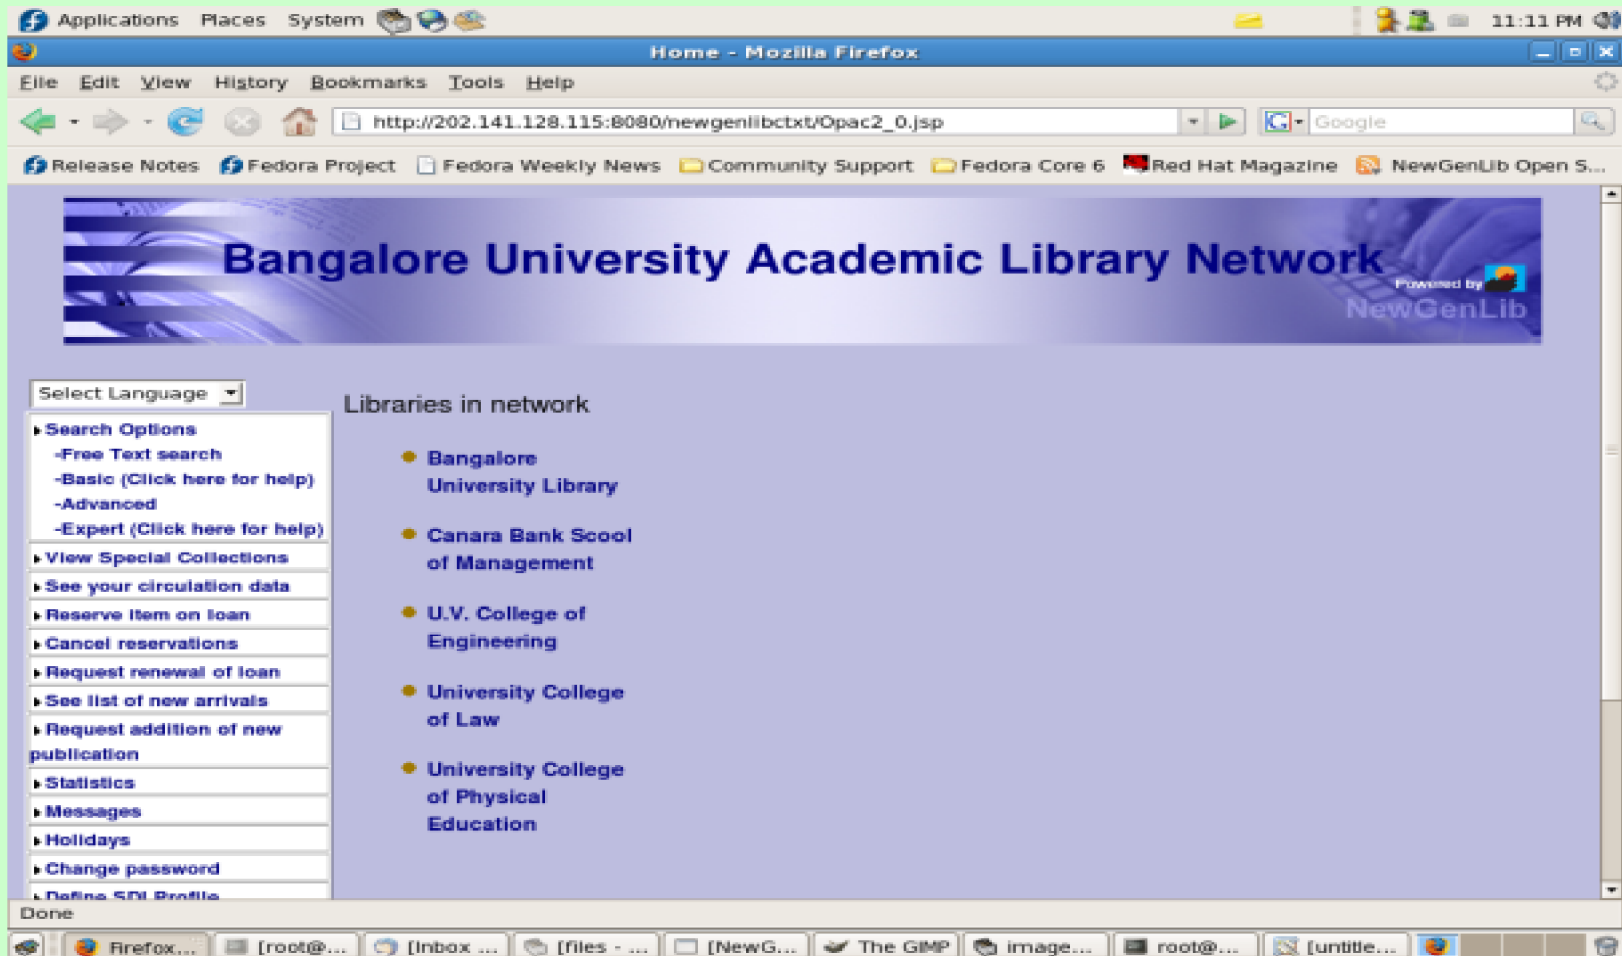 Applications Places System 11:11 PM
Home - Mozilla Firefox
File Edit View History Bookmarks Tools Help
http://202.141.128.115:8080/newgenlibctxt/Opac2_0.jsp Google
Release Notes Fedora Project Fedora Weekly News Community Support Fedora Core 6 Red Hat Magazine NewGenLib Open S...
Bangalore University Academic Library Network
Powered by
NewGenLib
Select Language
Search Options
-Free Text search
-Basic (Click here for help)
-Advanced
-Expert (Click here for help)
View Special Collections
See your circulation data
Reserve item on loan
Cancel reservations
Request renewal of loan
See list of new arrivals
Request addition of new
publication
Statistics
Messages
Holidays
Change password
Define SDI Profile
Libraries in network
Bangalore
University Library
Canara Bank Scool
of Management
U.V. College of
Engineering
University College
of Law
University College
of Physical
Education
Done
Firefox... [root@... [Inbox ... [files - ... [NewG... The GIMP image... root@... [untitle...